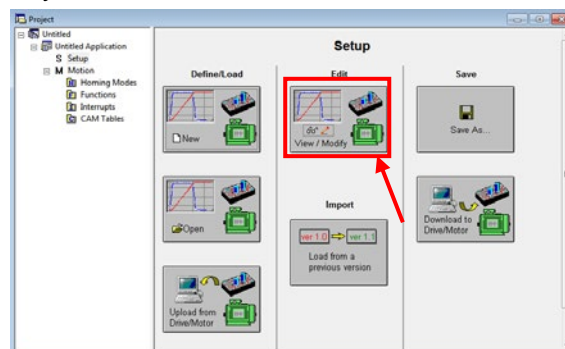 Project
Untitled
Untitled Application
S Setup
M Motion
Homing Modes
Functions
Interrupts
CAM Tables
Setup
Define/Load
Edit
Save
New
View / Modify
Save As...
Open
Import
ver 1.0
ver 1.1
Load from a
previous version
Download to
Drive/Motor
Upload from
Drive/Motor